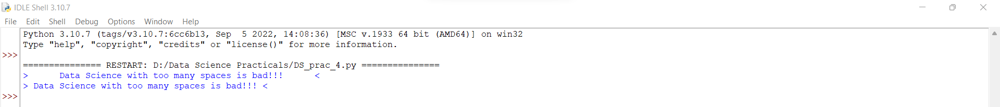 IDLE Shell 3.10.7
File Edit Shell Debug Options Window Help
Python 3.10.7 (tags/v3.10.7:6cc6b13, Sep  5 2022, 14:08:36) [MSC v.1933 64 bit (AMD64)] on win32
Type "help", "copyright", "credits" or "license()" for more information.
>>>
=============== RESTART: D:/Data Science Practicals/DS_prac_4.py ===============
>      Data Science with too many spaces is bad!!!      <
> Data Science with too many spaces is bad!!! <
>>>